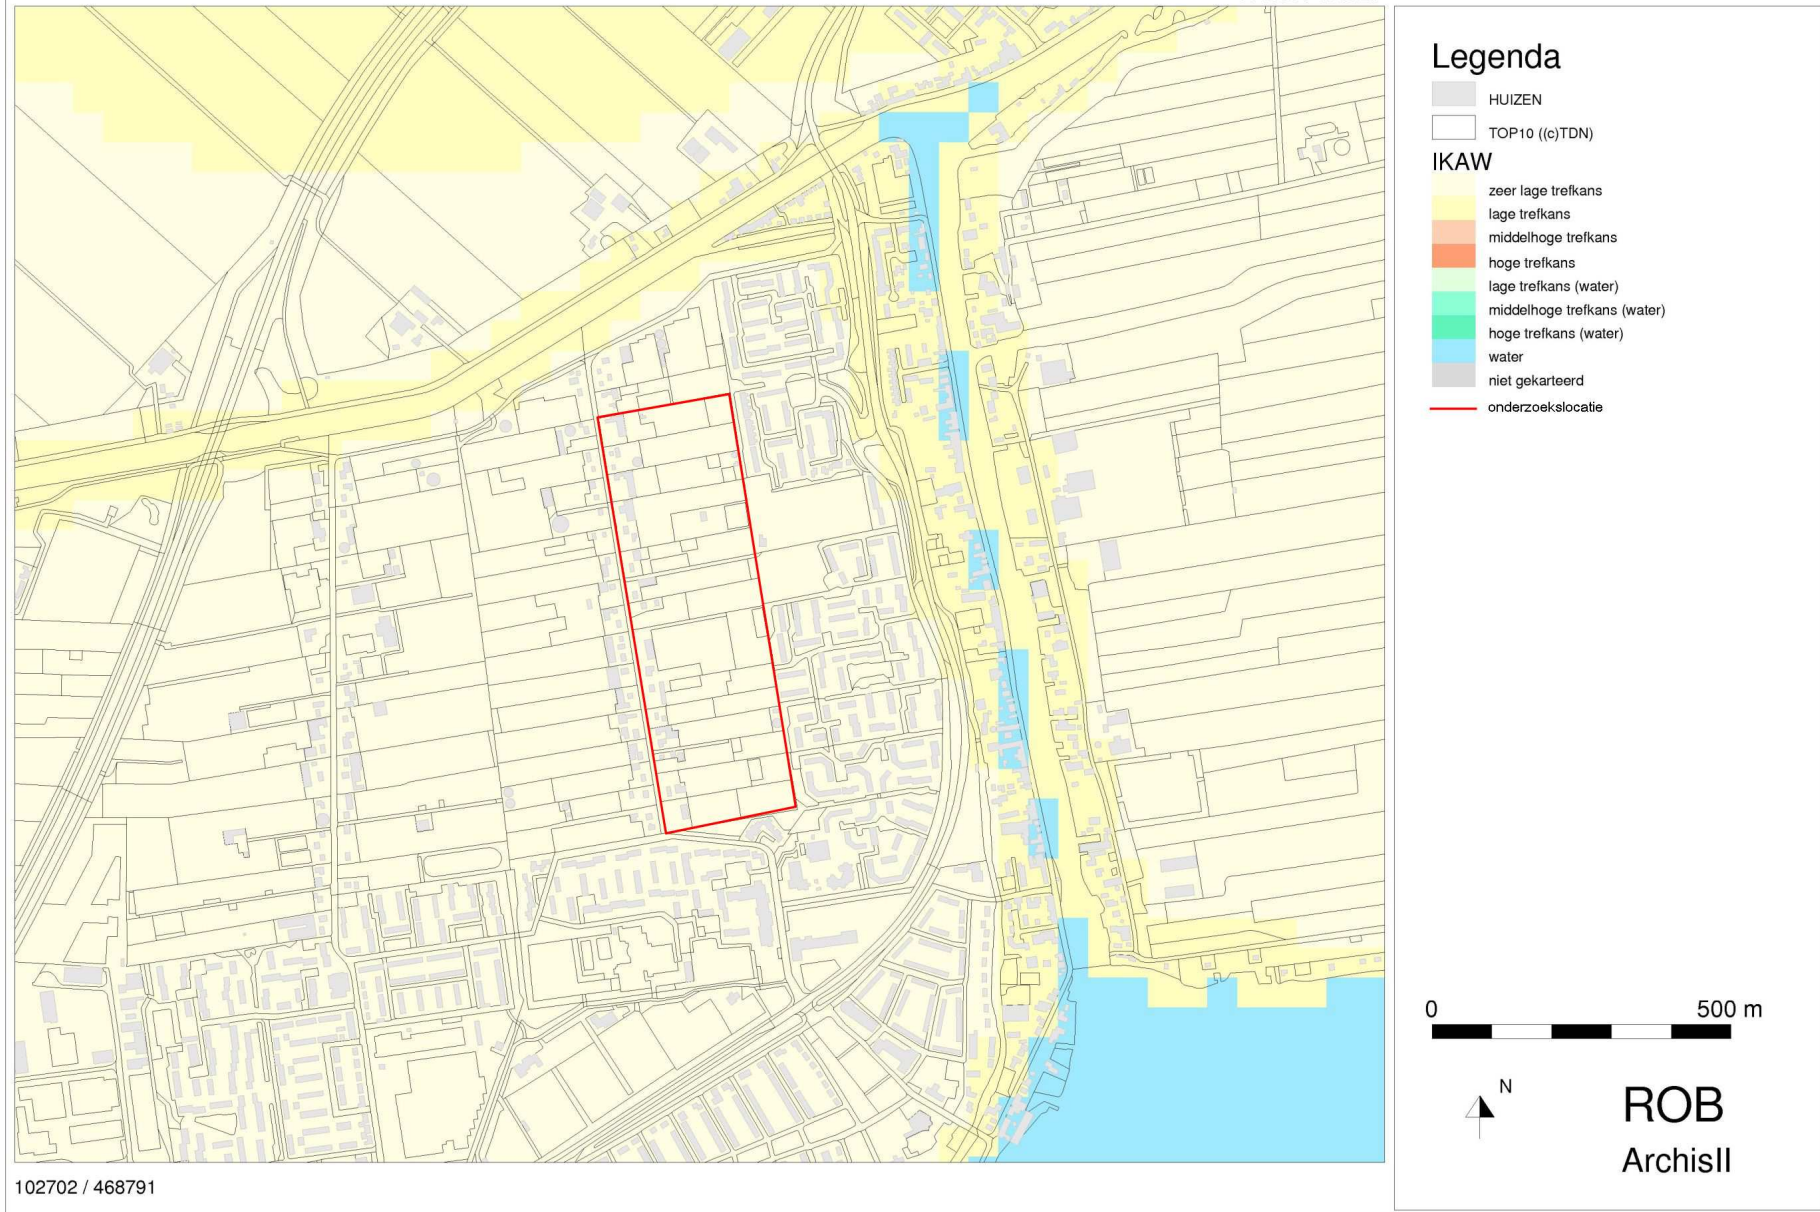 Legenda
HUIZEN
TOP10 ((c)TDN)
IKAW
zeer lage trefkans
lage trefkans
middelhoge trefkans
hoge trefkans
lage trefkans (water)
middelhoge trefkans (water)
hoge trefkans (water)
water
niet gekarteerd
onderzoekslocatie
0 500 m
N
ROB
ArchisII
102702 / 468791